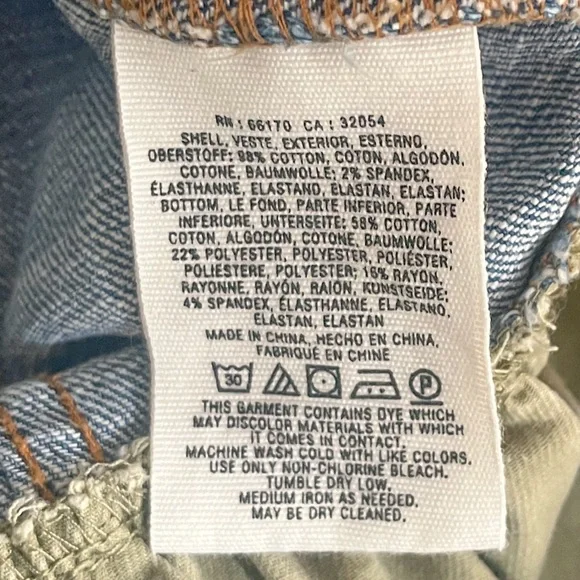 RN : 66170 CA : 32054
SHELL, VESTE, EXTERIOR, ESTERNO,
OBERSTOFF: 98% COTTON, COTON, ALGODÓN,
COTONE, BAUMWOLLE; 2% SPANDEX,
ÉLASTHANNE, ELASTANO, ÉLASTAN, ELASTAN;
BOTTOM, LE FOND, PARTE INFERIOR, PARTE
INFERIORE, UNTERSEITE: 58% COTTON,
COTON, ALGODÓN, COTONE, BAUMWOLLE;
22% POLYESTER, POLYESTER, POLIÉSTER,
POLIESTERE, POLYESTER; 16% RAYON,
RAYONNE, RAYÓN, RAION, KUNSTSEIDE;
4% SPANDEX, ÉLASTHANNE, ELASTANO,
ELASTAN, ELASTAN
MADE IN CHINA, HECHO EN CHINA,
FABRIQUÉ EN CHINE
30 P
THIS GARMENT CONTAINS DYE WHICH
MAY DISCOLOR MATERIALS WITH WHICH
IT COMES IN CONTACT.
MACHINE WASH COLD WITH LIKE COLORS.
USE ONLY NON-CHLORINE BLEACH.
TUMBLE DRY LOW.
MEDIUM IRON AS NEEDED.
MAY BE DRY CLEANED.